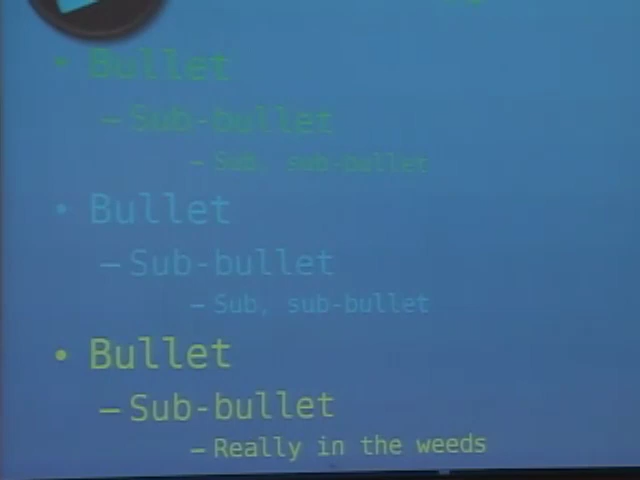 • Bullet
– Sub-bullet
– Sub, sub-bullet
• Bullet
– Sub-bullet
– Sub, sub-bullet
• Bullet
– Sub-bullet
– Really in the weeds